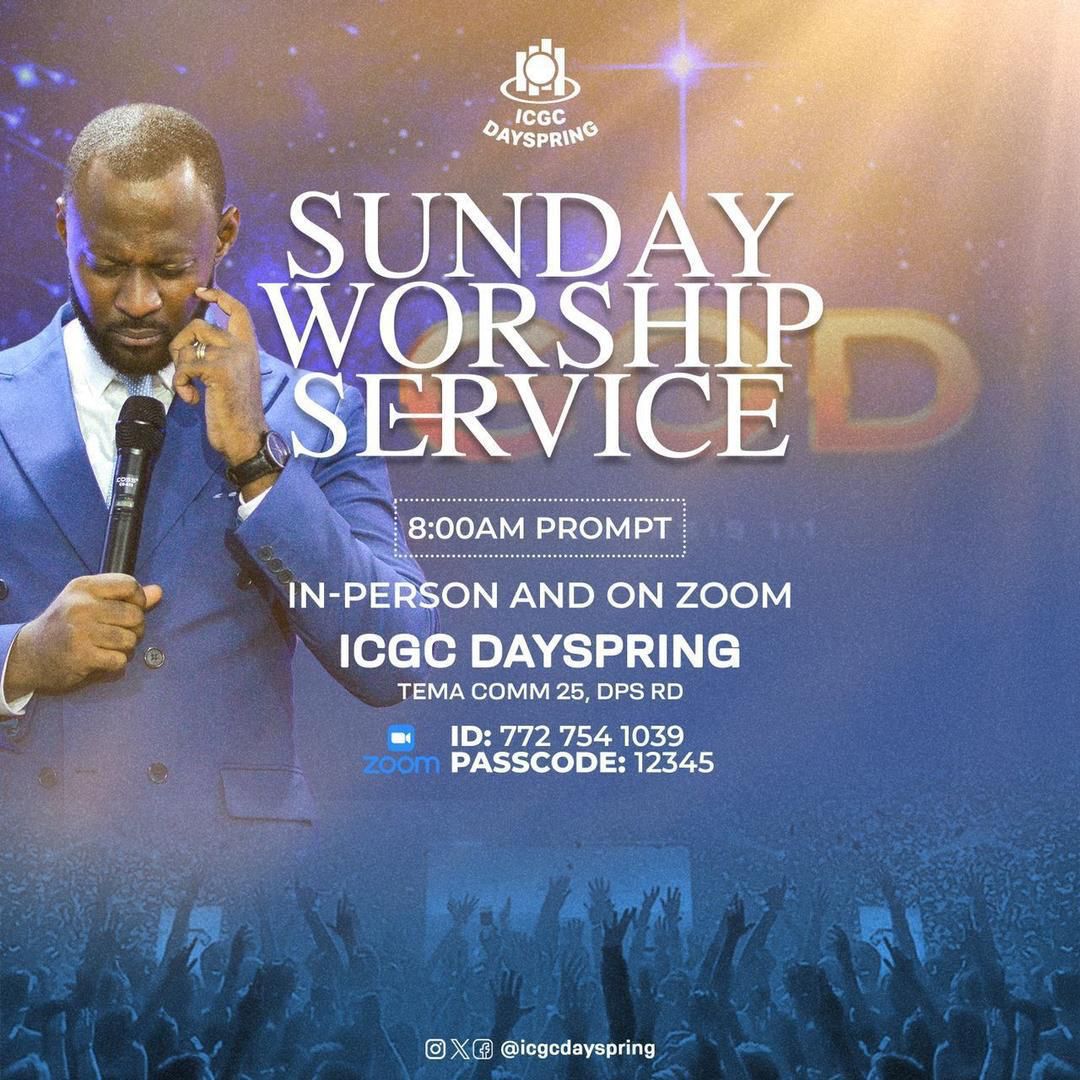 ICGC
DAYSPRING
SUNDAY
WORSHIP
SERVICE
8:00AM PROMPT
IN-PERSON AND ON ZOOM
ICGC DAYSPRING
TEMA COMM 25, DPS RD
zoom
ID: 772 754 1039
PASSCODE: 12345
@icgcdayspring